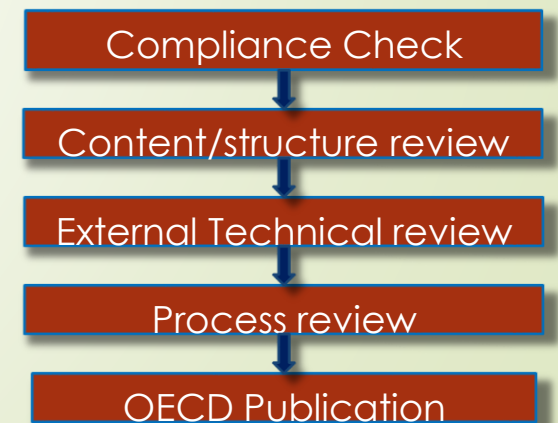 Compliance Check
Content/structure review
External Technical review
Process review
OECD Publication